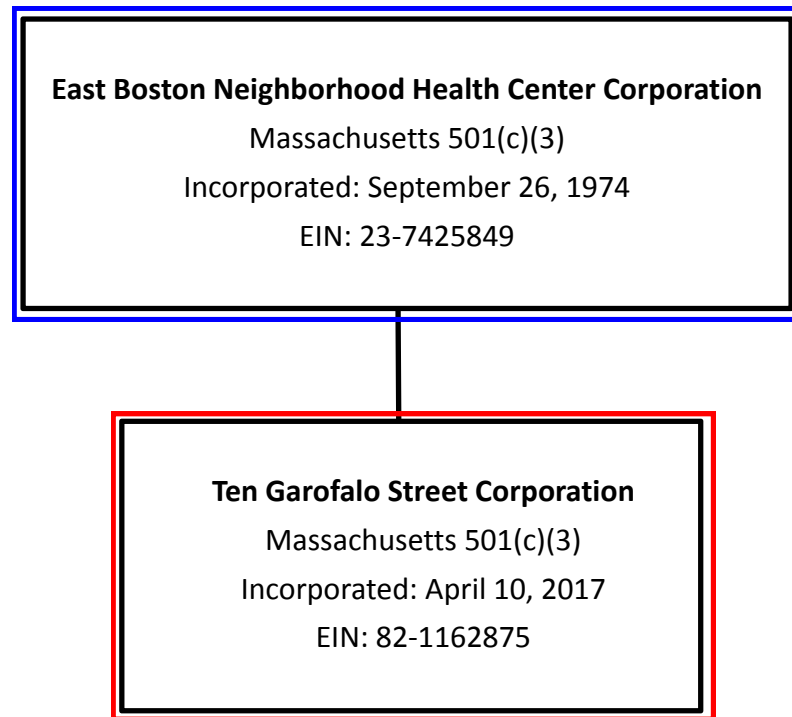 East Boston Neighborhood Health Center Corporation
Massachusetts 501(c)(3)
Incorporated: September 26, 1974
EIN: 23-7425849
Ten Garofalo Street Corporation
Massachusetts 501(c)(3)
Incorporated: April 10, 2017
EIN: 82-1162875